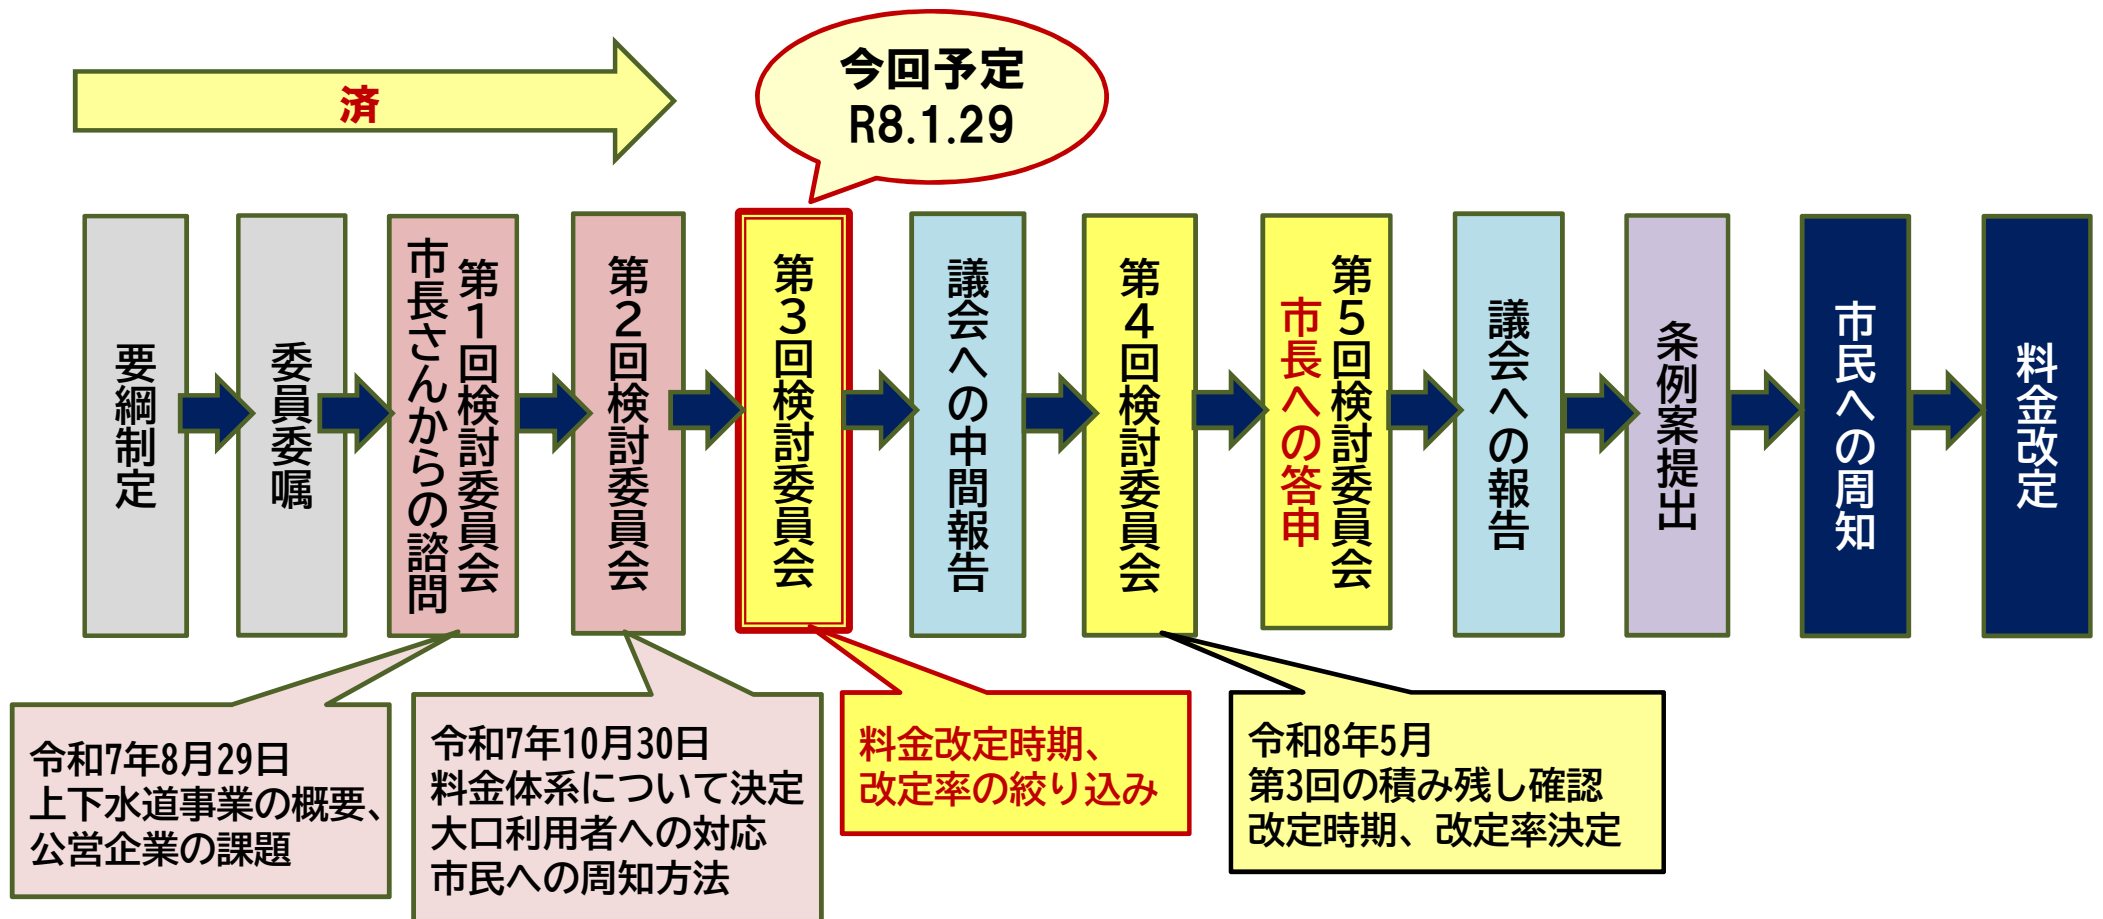 済
今回予定
R8.1.29
要綱制定
委員委嘱
第1回検討委員会
市長さんからの諮問
第2回検討委員会
第3回検討委員会
議会への中間報告
第4回検討委員会
第5回検討委員会
市長への答申
議会への報告
条例案提出
市民への周知
料金改定
令和7年8月29日
上下水道事業の概要、
公営企業の課題
令和7年10月30日
料金体系について決定
大口利用者への対応
市民への周知方法
料金改定時期、
改定率の絞り込み
令和8年5月
第3回の積み残し確認
改定時期、改定率決定